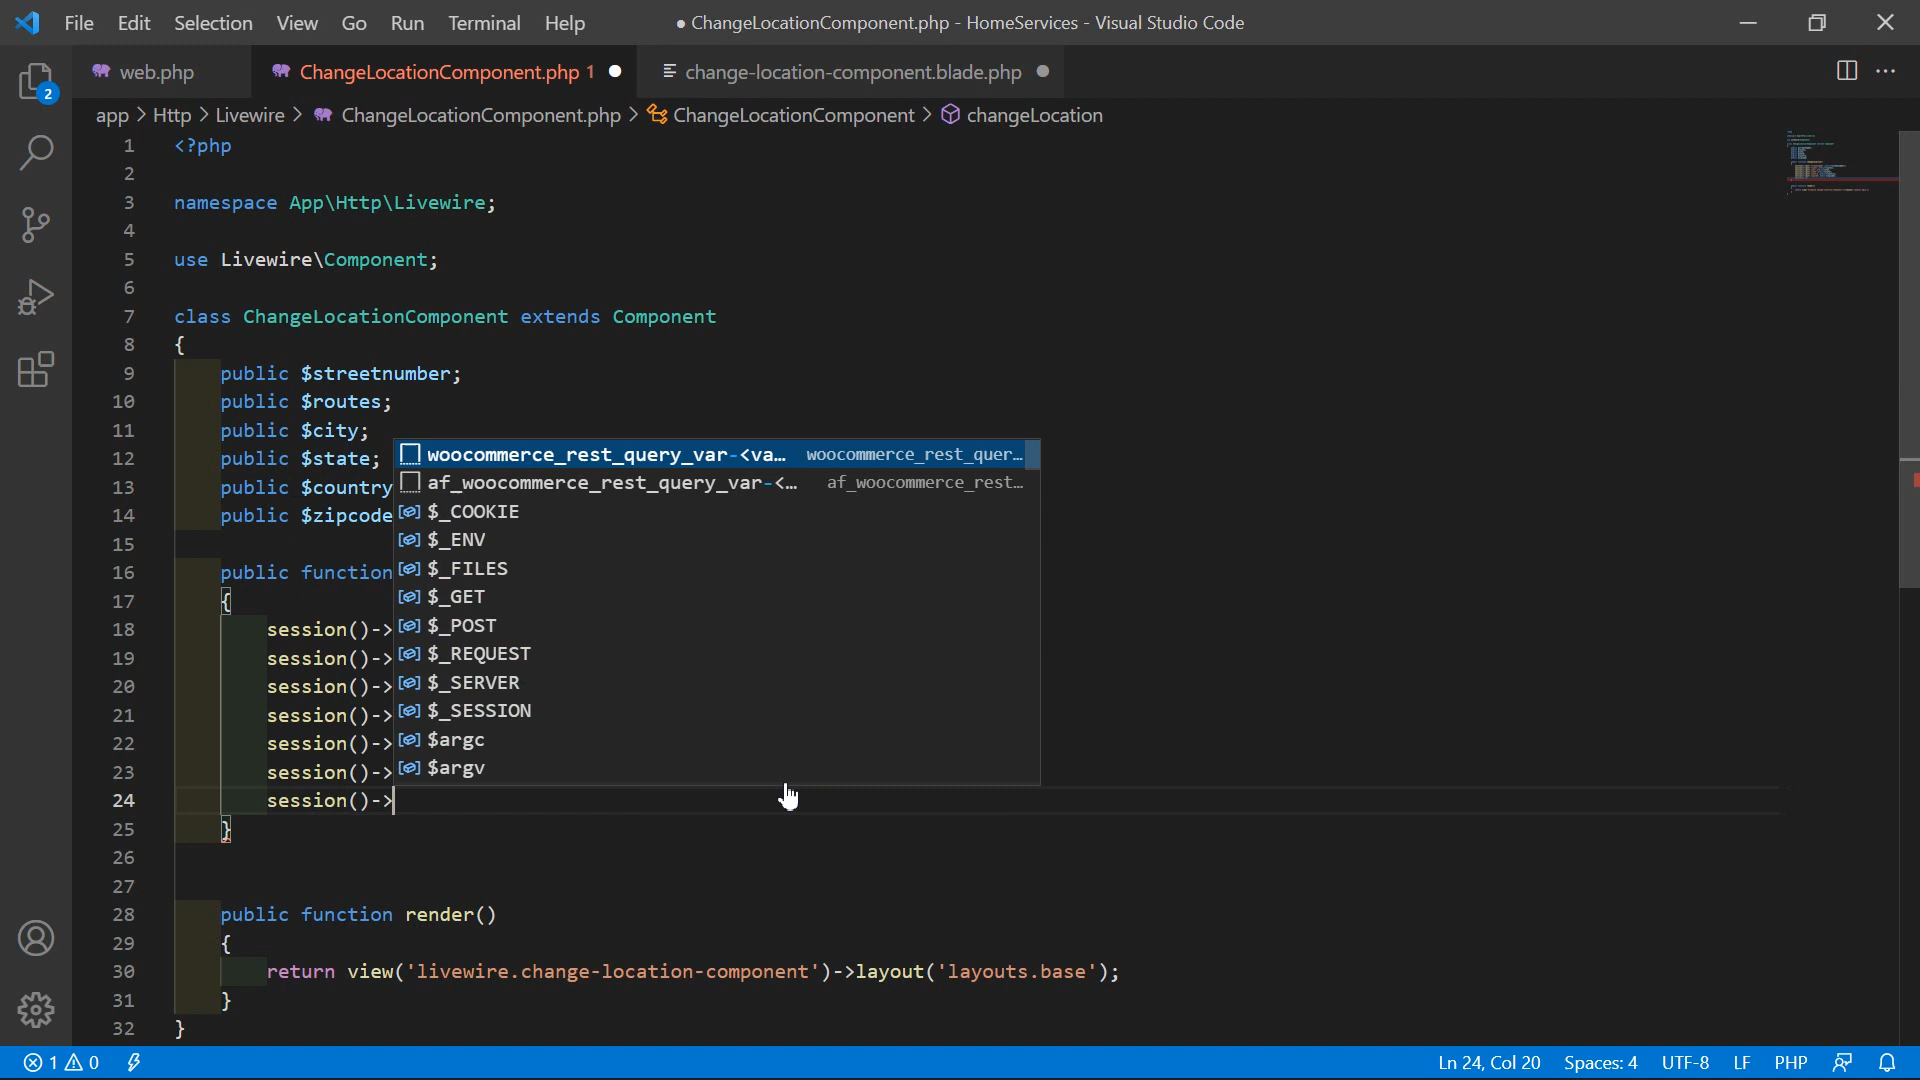 File Edit Selection View Go Run Terminal Help ● ChangeLocationComponent.php - HomeServices - Visual Studio Code
web.php ChangeLocationComponent.php 1 change-location-component.blade.php
2
app > Http > Livewire > ChangeLocationComponent.php > ChangeLocationComponent > changeLocation
1 <?php
2
3 namespace App\Http\Livewire;
4
5 use Livewire\Component;
6
7 class ChangeLocationComponent extends Component
8 {
9 public $streetnumber;
10 public $routes;
11 public $city;
12 public $state;
13 public $country
14 public $zipcode
15
16 public function
17 {
18 session()->
19 session()->
20 session()->
21 session()->
22 session()->
23 session()->
24 session()->
25 }
26
27
28 public function render()
29 {
30 return view('livewire.change-location-component')->layout('layouts.base');
31 }
32 }
woocommerce_rest_query_var-<va… woocommerce_rest_quer…
af_woocommerce_rest_query_var-<… af_woocommerce_rest…
$_COOKIE
$_ENV
$_FILES
$_GET
$_POST
$_REQUEST
$_SERVER
$_SESSION
$argc
$argv
1 0 Ln 24, Col 20 Spaces: 4 UTF-8 LF PHP